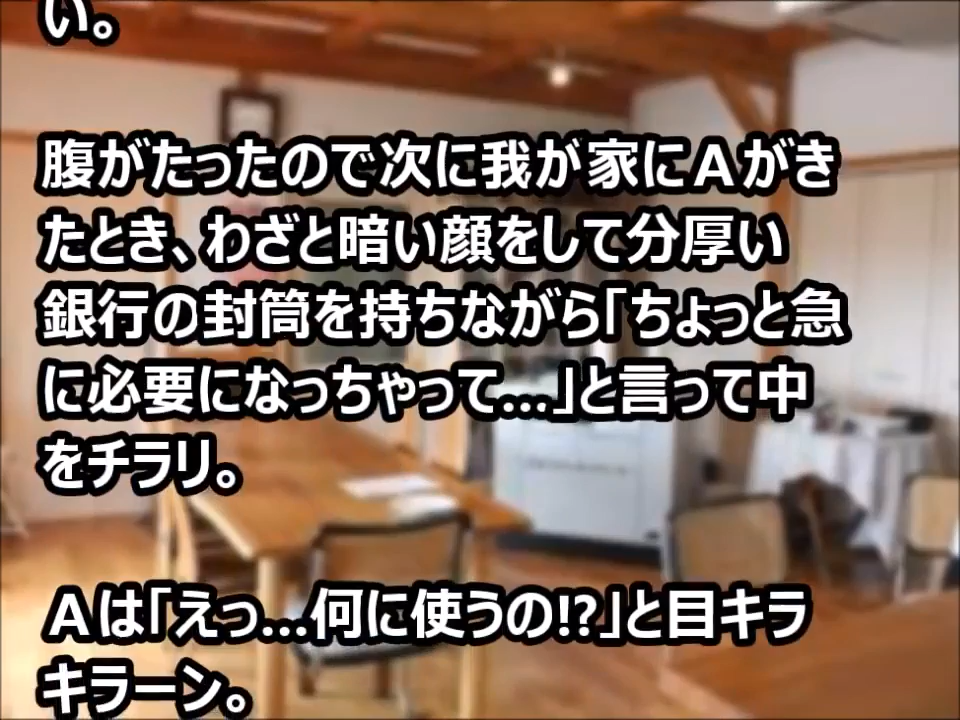 い。
腹がたったので次に我が家にＡがき
たとき、わざと暗い顔をして分厚い
銀行の封筒を持ちながら「ちょっと急
に必要になっちゃって…」と言って中
をチラリ。
Ａは「えっ…何に使うの⁉」と目キラ
キラーン。